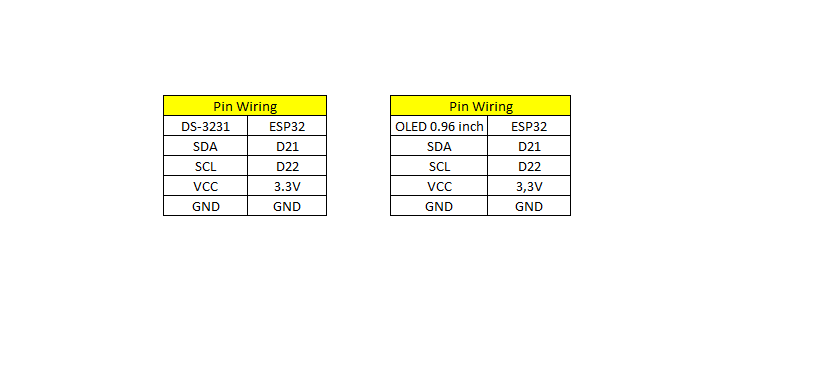 Pin Wiring
DS-3231 ESP32
SDA D21
SCL D22
VCC 3.3V
GND GND
Pin Wiring
OLED 0.96 inch ESP32
SDA D21
SCL D22
VCC 3,3V
GND GND